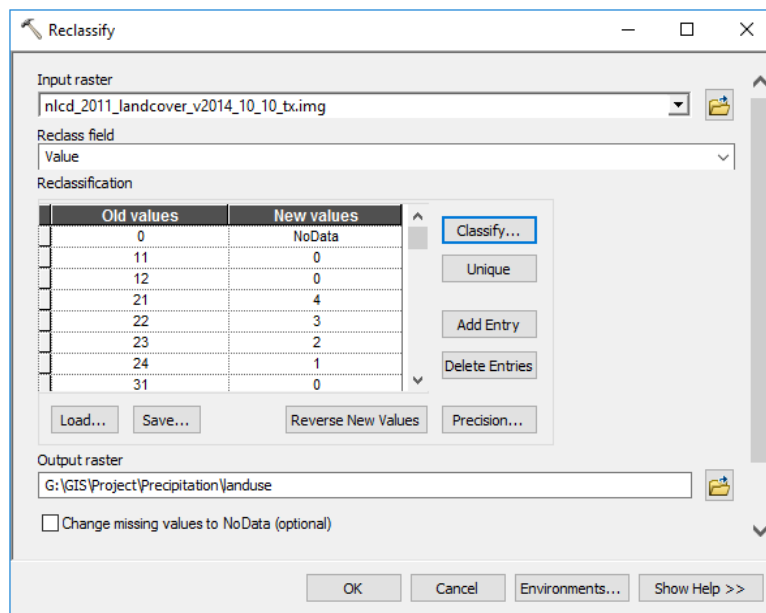 Reclassify
Input raster
nlcd_2011_landcover_v2014_10_10_tx.img
Reclass field
Value
Reclassification
Old values New values
0 NoData
11 0
12 0
21 4
22 3
23 2
24 1
31 0
Classify...
Unique
Add Entry
Delete Entries
Load... Save... Reverse New Values Precision...
Output raster
G:\GIS\Project\Precipitation\landuse
Change missing values to NoData (optional)
OK Cancel Environments... Show Help >>